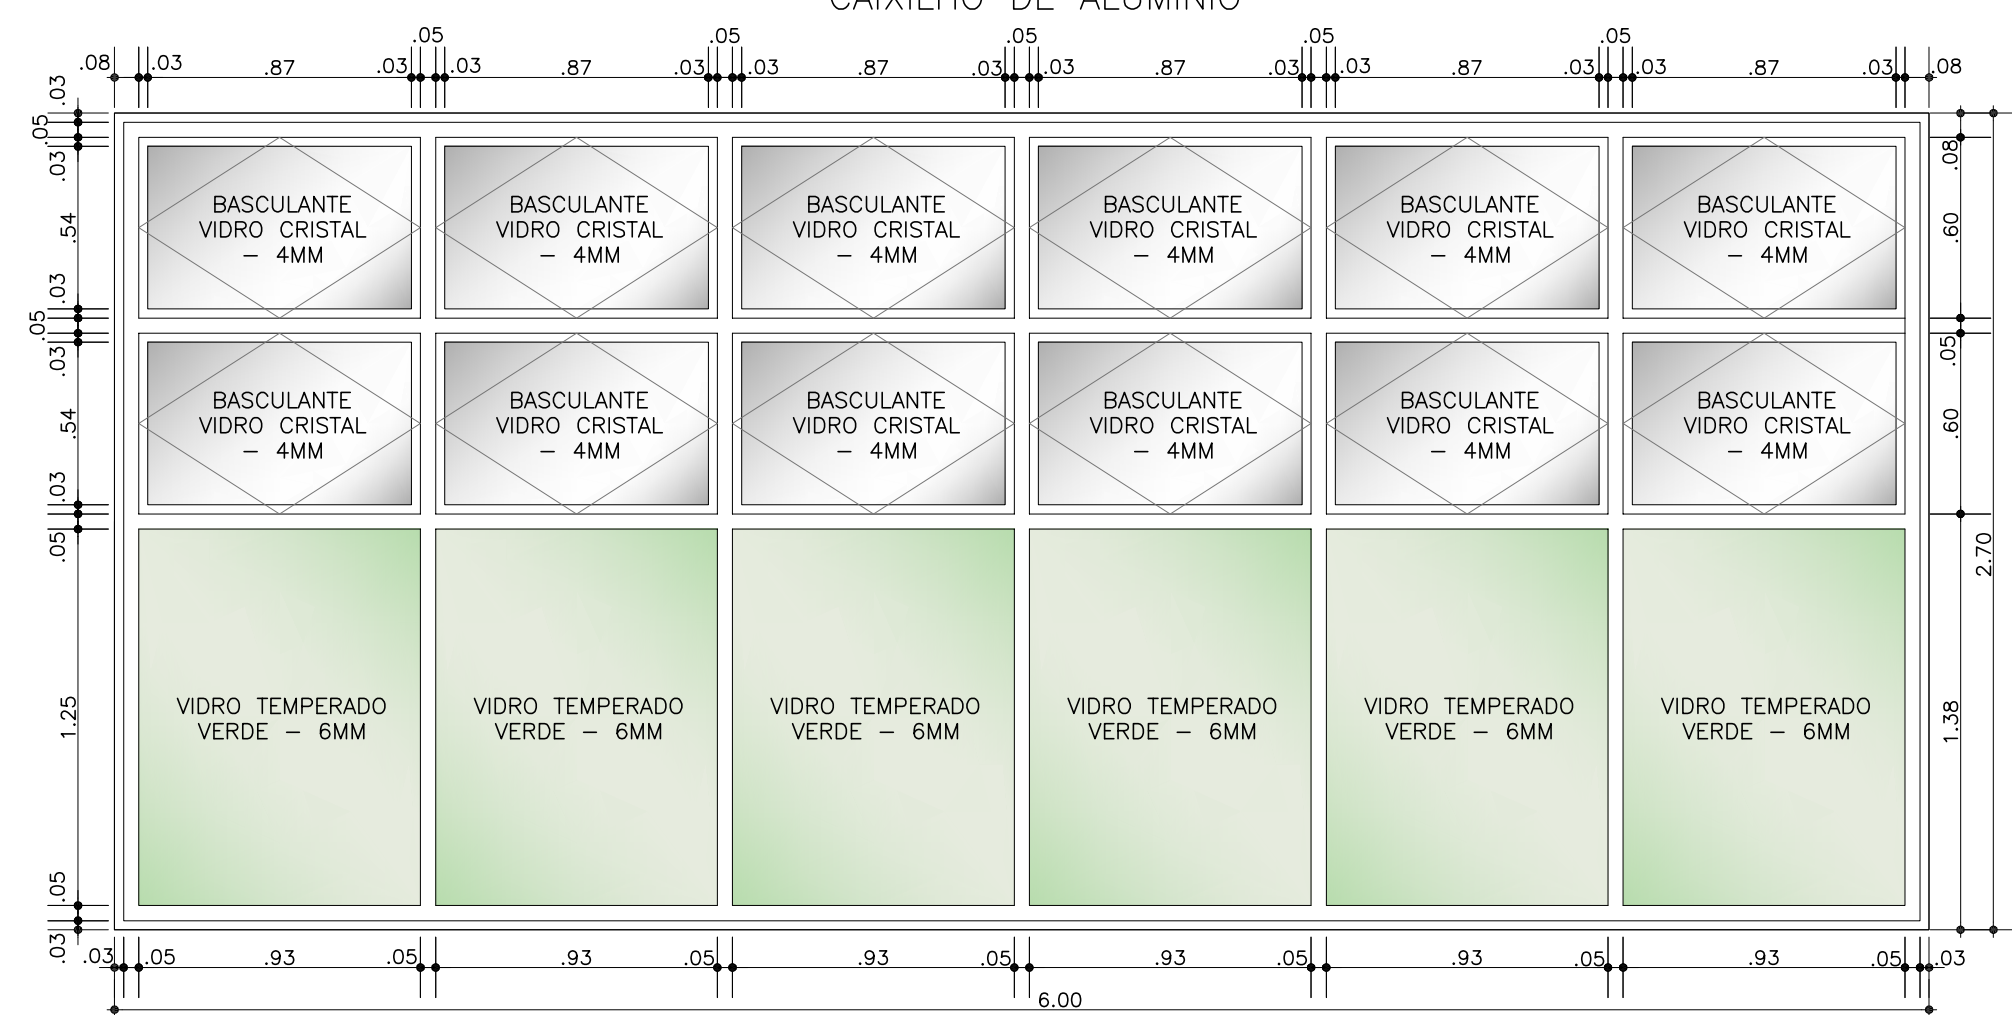 CAIXILHO DE ALUMÍNIO
.05 .05 .05 .05 .05
.08 .03 .87 .03 .03 .87 .03 .03 .87 .03 .03 .87 .03 .03 .87 .03 .03 .87 .03 .08
.03
.05
.03
.54
.03
.05
.03
.54
.03
.05
1.25
.05
.03
BASCULANTE BASCULANTE BASCULANTE BASCULANTE BASCULANTE BASCULANTE
VIDRO CRISTAL VIDRO CRISTAL VIDRO CRISTAL VIDRO CRISTAL VIDRO CRISTAL VIDRO CRISTAL
– 4MM – 4MM – 4MM – 4MM – 4MM – 4MM
BASCULANTE BASCULANTE BASCULANTE BASCULANTE BASCULANTE BASCULANTE
VIDRO CRISTAL VIDRO CRISTAL VIDRO CRISTAL VIDRO CRISTAL VIDRO CRISTAL VIDRO CRISTAL
– 4MM – 4MM – 4MM – 4MM – 4MM – 4MM
VIDRO TEMPERADO VIDRO TEMPERADO VIDRO TEMPERADO VIDRO TEMPERADO VIDRO TEMPERADO VIDRO TEMPERADO
VERDE – 6MM VERDE – 6MM VERDE – 6MM VERDE – 6MM VERDE – 6MM VERDE – 6MM
.08
.60
.05
.60
1.38
2.70
.03 .05 .93 .05 .93 .05 .93 .05 .93 .05 .93 .05 .93 .05 .03
6.00